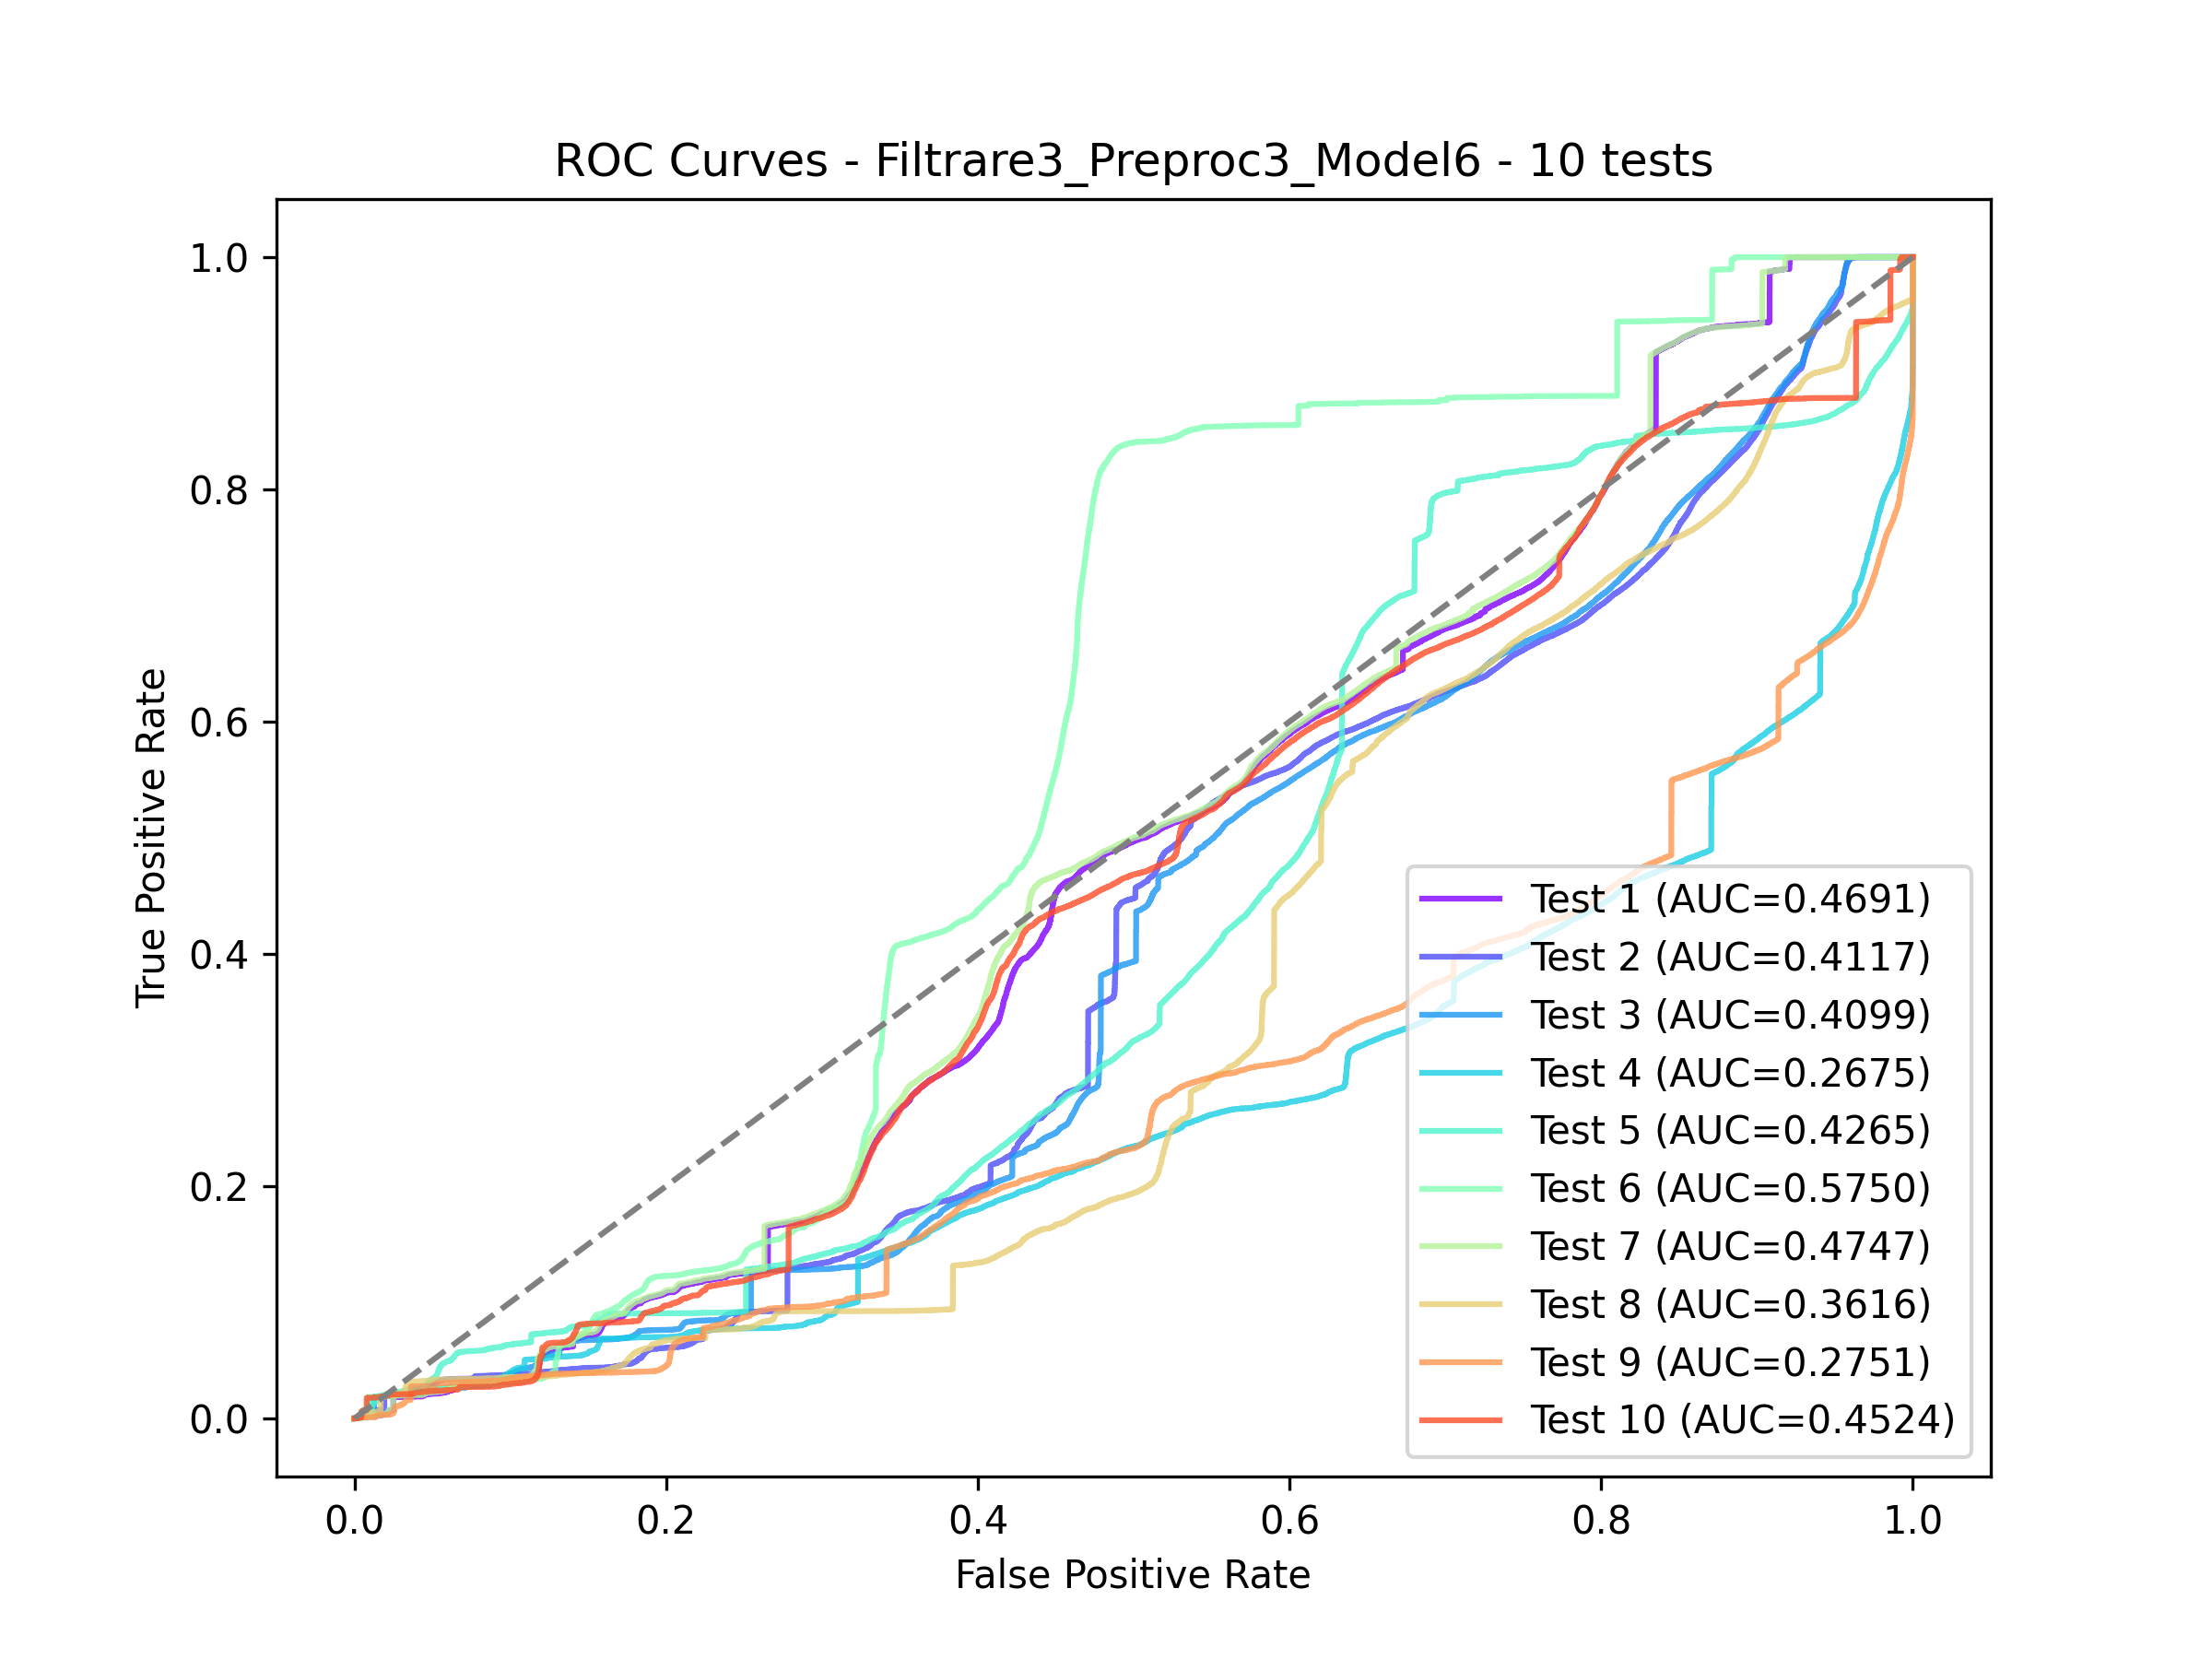 ROC Curves - Filtrare3_Preproc3_Model6 - 10 tests
1.0
0.8
0.6
0.4
0.2
0.0
True Positive Rate
Test 1 (AUC=0.4691)
Test 2 (AUC=0.4117)
Test 3 (AUC=0.4099)
Test 4 (AUC=0.2675)
Test 5 (AUC=0.4265)
Test 6 (AUC=0.5750)
Test 7 (AUC=0.4747)
Test 8 (AUC=0.3616)
Test 9 (AUC=0.2751)
Test 10 (AUC=0.4524)
0.0 0.2 0.4 0.6 0.8 1.0
False Positive Rate